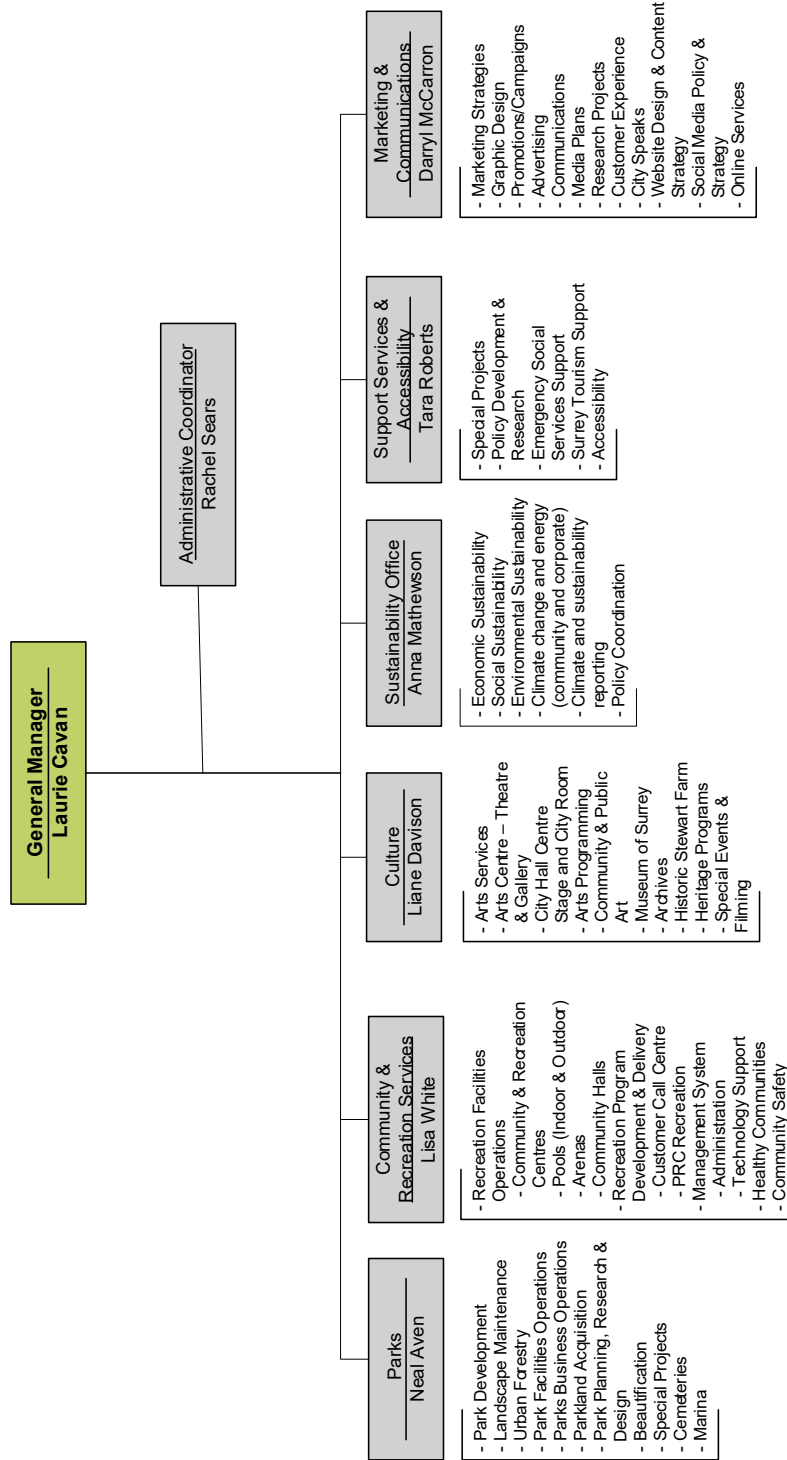 General Manager
Laurie Cavan
Administrative Coordinator
Rachel Sears
Parks
Neal Aven
- Park Development
- Landscape Maintenance
- Urban Forestry
- Park Facilities Operations
- Parks Business Operations
- Parkland Acquisition
- Park Planning, Research &
Design
- Beautification
- Special Projects
- Cemeteries
- Marina
Community &
Recreation Services
Lisa White
- Recreation Facilities
Operations
- Community & Recreation
Centres
- Pools (Indoor & Outdoor)
- Arenas
- Community Halls
- Recreation Program
Development & Delivery
- Customer Call Centre
- PRC Recreation
- Management System
- Administration
- Technology Support
- Healthy Communities
- Community Safety
Culture
Liane Davison
- Arts Services
- Arts Centre – Theatre
& Gallery
- City Hall Centre
Stage and City Room
- Arts Programming
- Community & Public
Art
- Museum of Surrey
- Archives
- Historic Stewart Farm
- Heritage Programs
- Special Events &
Filming
Sustainability Office
Anna Mathewson
- Economic Sustainability
- Social Sustainability
- Environmental Sustainability
- Climate change and energy
(community and corporate)
- Climate and sustainability
reporting
- Policy Coordination
Support Services &
Accessibility
Tara Roberts
- Special Projects
- Policy Development &
Research
- Emergency Social
Services Support
- Surrey Tourism Support
- Accessibility
Marketing &
Communications
Darryl McCarron
- Marketing Strategies
- Graphic Design
- Promotions/Campaigns
- Advertising
- Communications
- Media Plans
- Research Projects
- Customer Experience
- City Speaks
- Website Design & Content
Strategy
- Social Media Policy &
Strategy
- Online Services